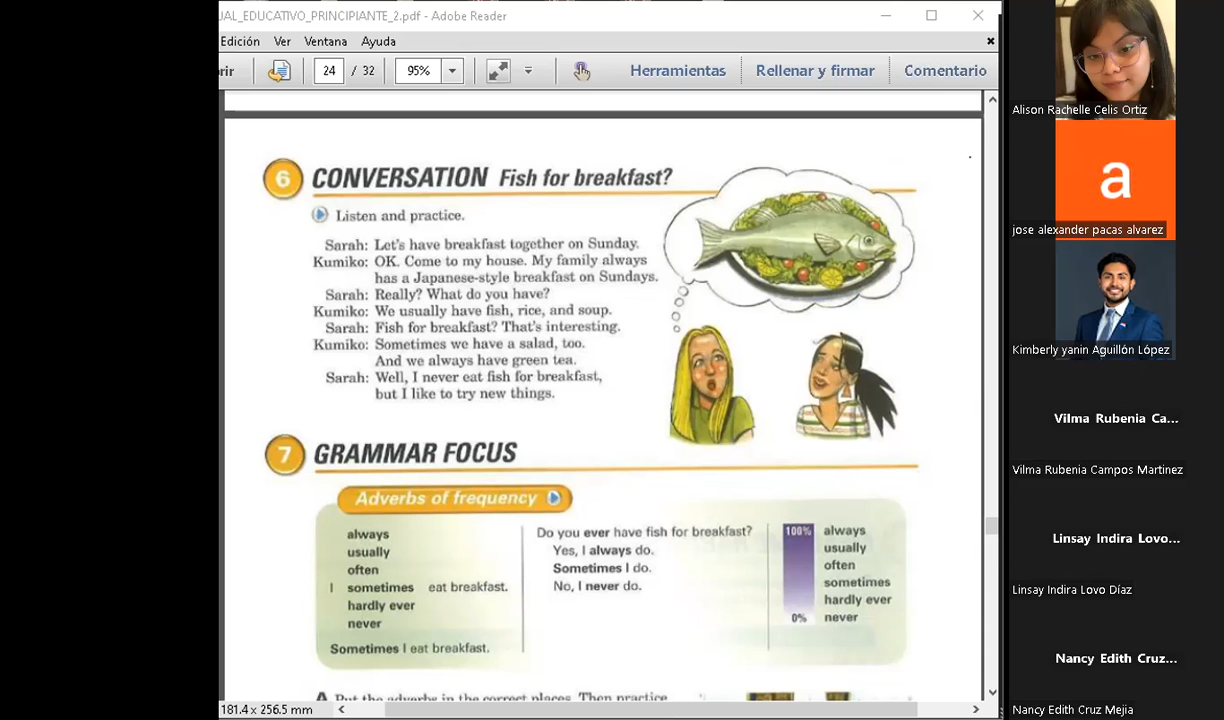 UAL_EDUCATIVO_PRINCIPIANTE_2.pdf - Adobe Reader
Edición Ver Ventana Ayuda
rir 24 / 32 95% Herramientas Rellenar y firmar Comentario
6 CONVERSATION Fish for breakfast?
Listen and practice.
Sarah: Let's have breakfast together on Sunday.
Kumiko: OK. Come to my house. My family always
has a Japanese-style breakfast on Sundays.
Sarah: Really? What do you have?
Kumiko: We usually have fish, rice, and soup.
Sarah: Fish for breakfast? That's interesting.
Kumiko: Sometimes we have a salad, too.
And we always have green tea.
Sarah: Well, I never eat fish for breakfast,
but I like to try new things.
7 GRAMMAR FOCUS
Adverbs of frequency
always
usually
often
I sometimes eat breakfast.
hardly ever
never
Sometimes I eat breakfast.
Do you ever have fish for breakfast?
Yes, I always do.
Sometimes I do.
No, I never do.
100% always
usually
often
sometimes
hardly ever
0% never
A Put the adverbs in the correct places. Then practice
181.4 x 256.5 mm
Alison Rachelle Celis Ortiz
a
jose alexander pacas alvarez
Kimberly yanin Aguillón López
Vilma Rubenia Ca...
Vilma Rubenia Campos Martinez
Linsay Indira Lovo...
Linsay Indira Lovo Díaz
Nancy Edith Cruz...
Nancy Edith Cruz Mejia